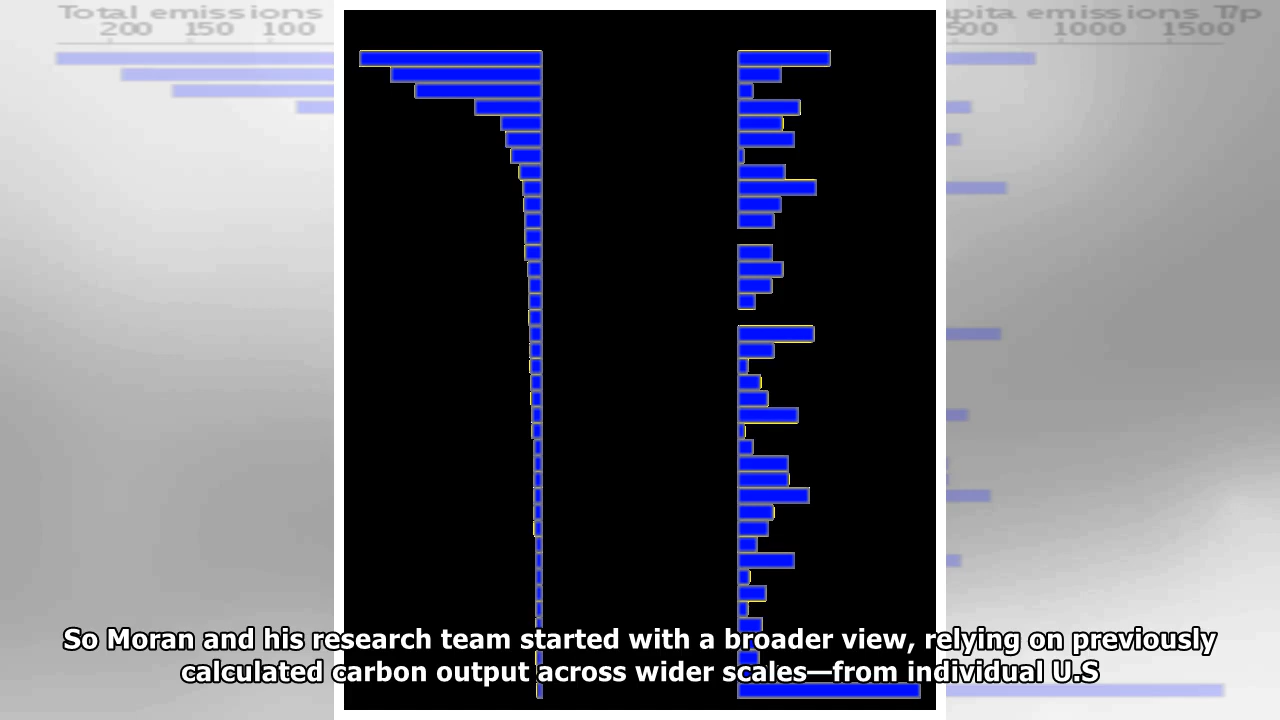 Total emissions
pita emissions T/p
200 150 100
500 1000 1500
So Moran and his research team started with a broader view, relying on previously
calculated carbon output across wider scales—from individual U.S